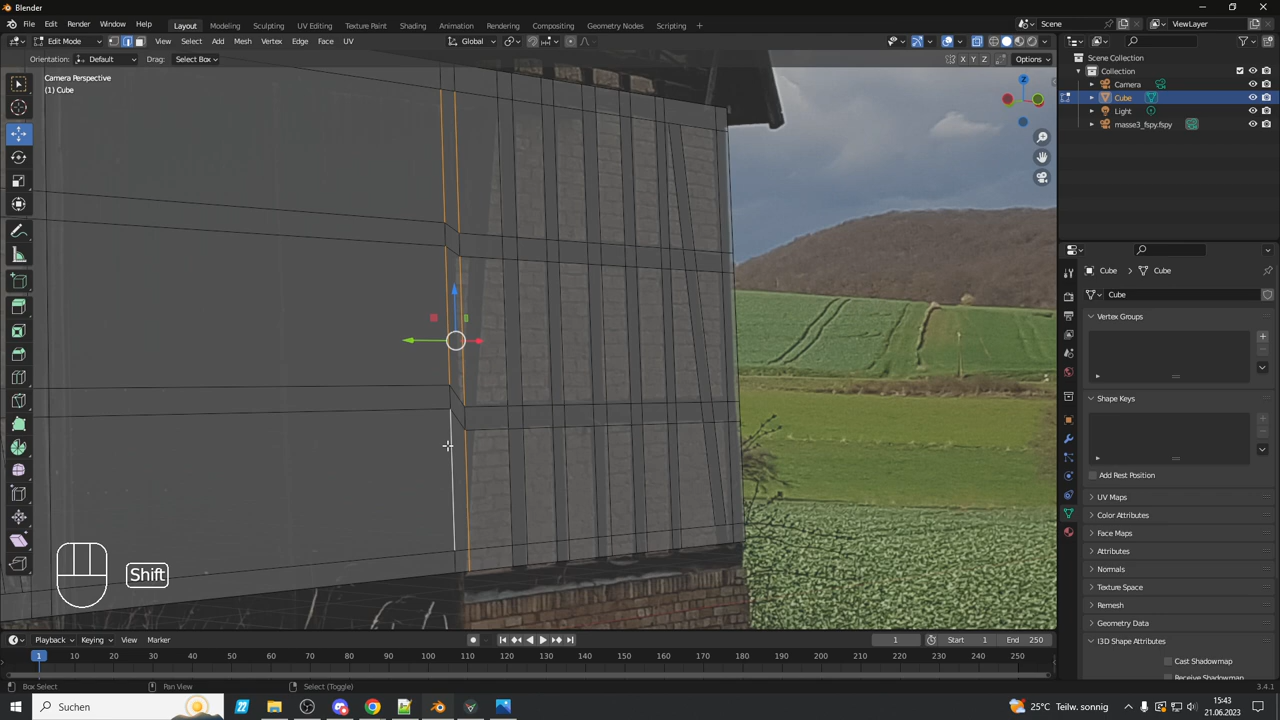 Blender
File Edit Render Window Help
Layout Modeling Sculpting UV Editing Texture Paint Shading Animation Rendering Compositing Geometry Nodes Scripting +
Scene
ViewLayer
Edit Mode View Select Add Mesh Vertex Edge Face UV
Global
Orientation: Default Drag: Select Box
X Y Z Options
Camera Perspective
(1) Cube
Z
Scene Collection
Collection
Camera
Cube
Light
masse3_fspy.fspy
Cube > Cube
Cube
Vertex Groups
Shape Keys
Add Rest Position
UV Maps
Color Attributes
Face Maps
Attributes
Normals
Texture Space
Remesh
Geometry Data
I3D Shape Attributes
Cast Shadowmap
Receive Shadowmap
Shift
Playback Keying View Marker
1 Start 1 End 250
1 10 20 30 40 50 60 70 80 90 100 110 120 130 140 150 160 170 180 190 200 210 220 230 240 250
Box Select Pan View Select (Toggle)
3.4.1
Suchen
25°C Teilw. sonnig
15:43
21.06.2023